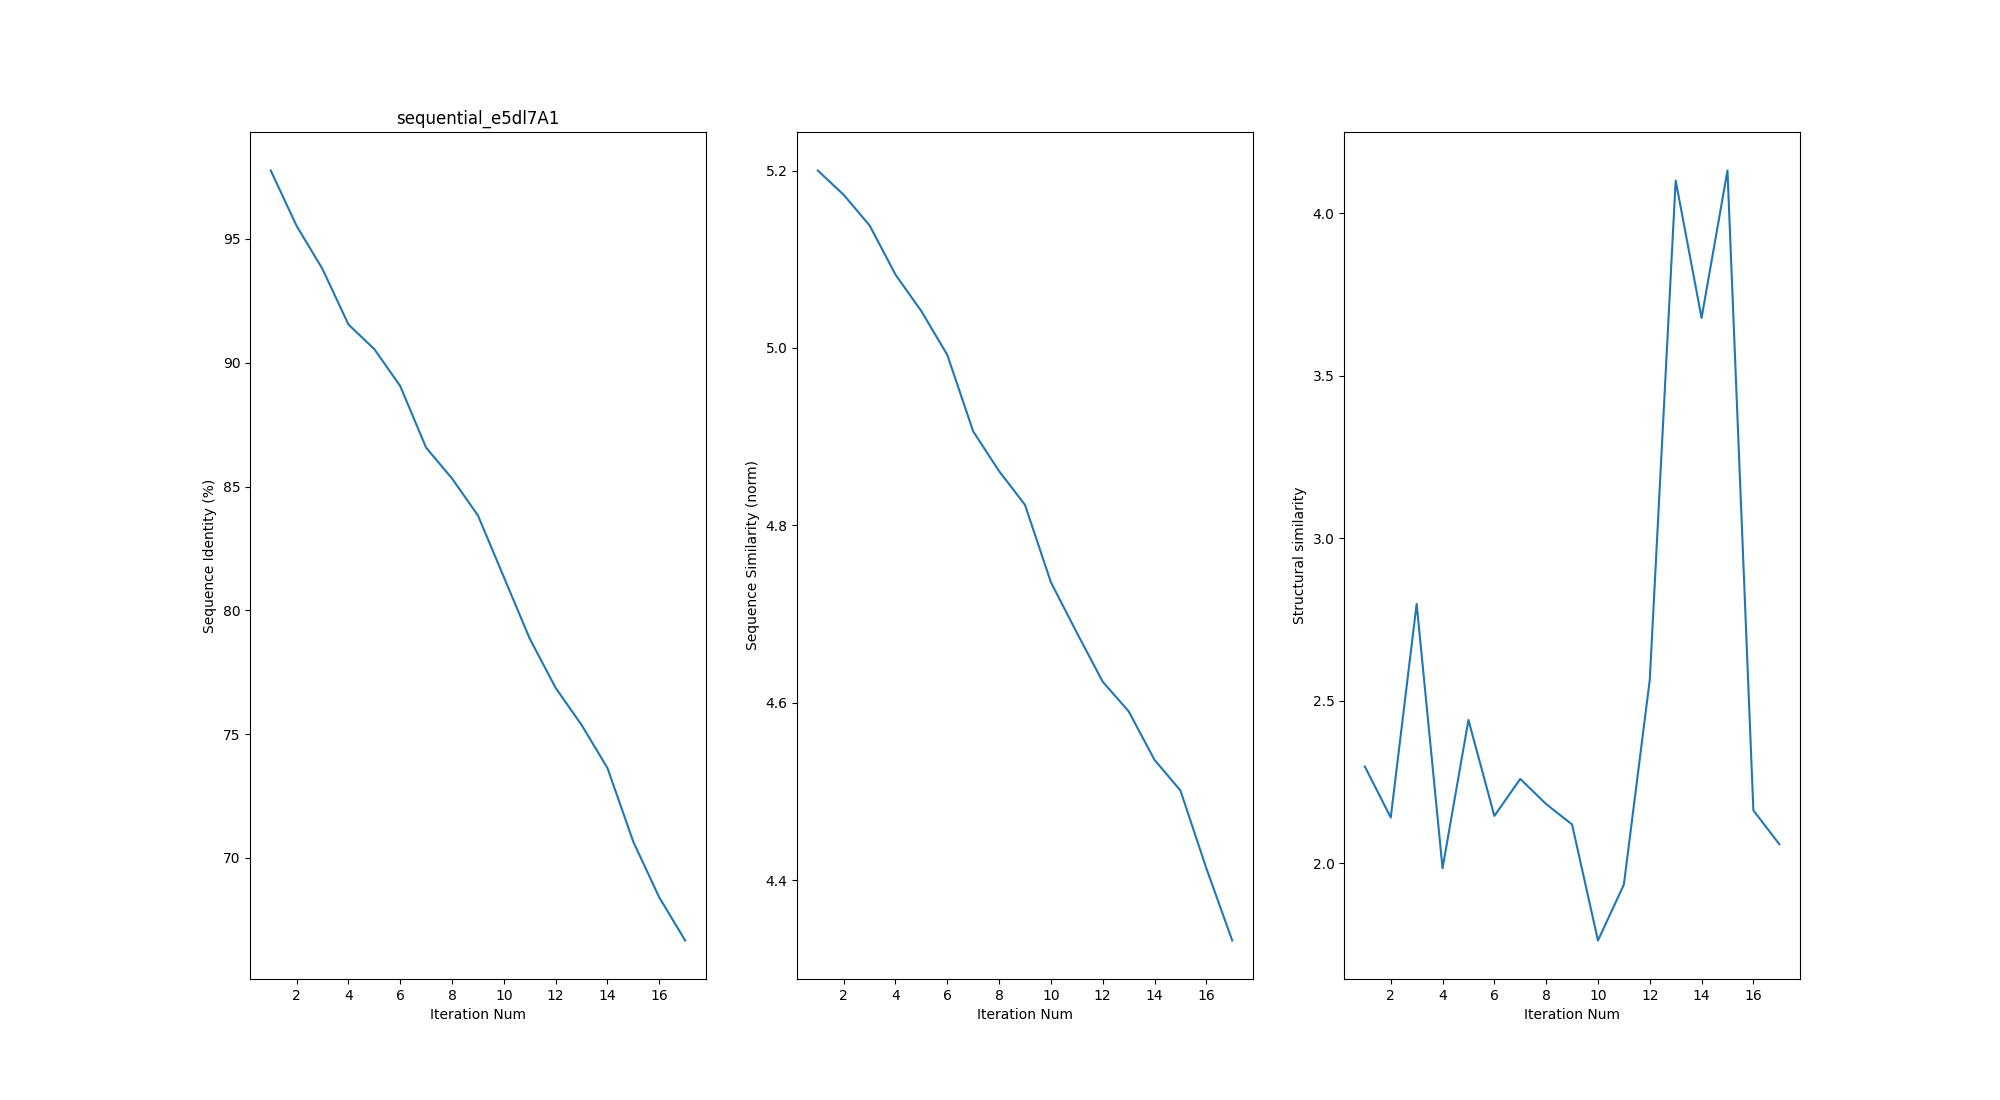 sequential_e5dl7A1
Sequence Identity (%)
95
90
85
80
75
70
2 4 6 8 10 12 14 16
Iteration Num
Sequence Similarity (norm)
5.2
5.0
4.8
4.6
4.4
2 4 6 8 10 12 14 16
Iteration Num
Structural similarity
4.0
3.5
3.0
2.5
2.0
2 4 6 8 10 12 14 16
Iteration Num